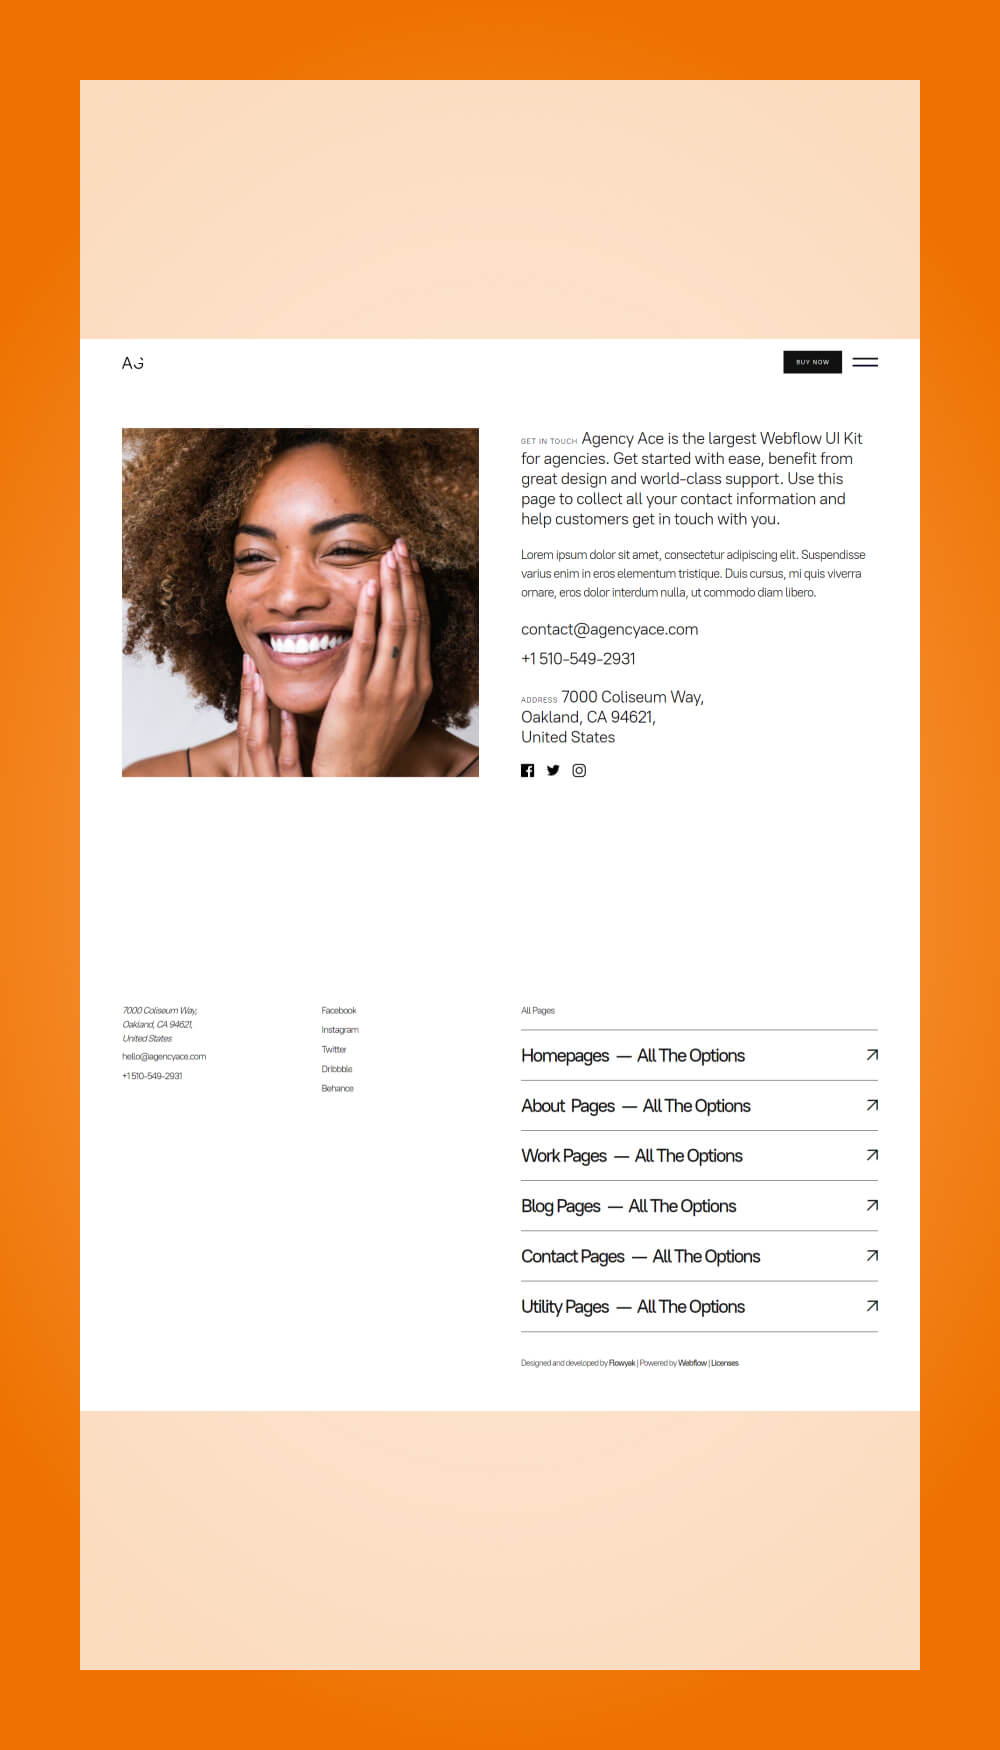 AG
BUY NOW
GET IN TOUCH Agency Ace is the largest Webflow UI Kit
for agencies. Get started with ease, benefit from
great design and world-class support. Use this
page to collect all your contact information and
help customers get in touch with you.
Lorem ipsum dolor sit amet, consectetur adipiscing elit. Suspendisse
varius enim in eros elementum tristique. Duis cursus, mi quis viverra
ornare, eros dolor interdum nulla, ut commodo diam libero.
contact@agencyace.com
+1 510-549-2931
ADDRESS 7000 Coliseum Way,
Oakland, CA 94621,
United States
7000 Coliseum Way,
Oakland, CA 94621,
United States
hello@agencyace.com
+1 510-549-2931
Facebook
Instagram
Twitter
Dribbble
Behance
All Pages
Homepages — All The Options
About Pages — All The Options
Work Pages — All The Options
Blog Pages — All The Options
Contact Pages — All The Options
Utility Pages — All The Options
Designed and developed by Flowyak | Powered by Webflow | Licenses